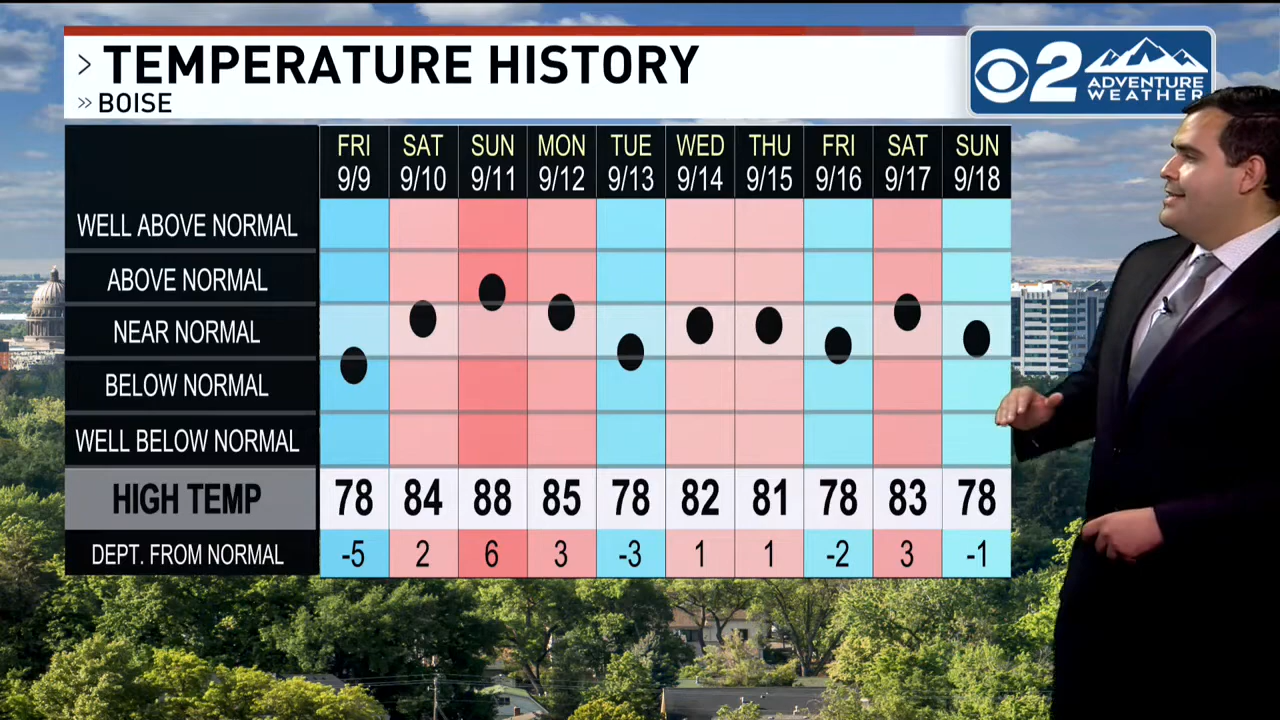 > TEMPERATURE HISTORY
» BOISE
2 ADVENTURE
WEATHER
FRI SAT SUN MON TUE WED THU FRI SAT SUN
9/9 9/10 9/11 9/12 9/13 9/14 9/15 9/16 9/17 9/18
WELL ABOVE NORMAL
ABOVE NORMAL
NEAR NORMAL
BELOW NORMAL
WELL BELOW NORMAL
HIGH TEMP 78 84 88 85 78 82 81 78 83 78
DEPT. FROM NORMAL -5 2 6 3 -3 1 1 -2 3 -1